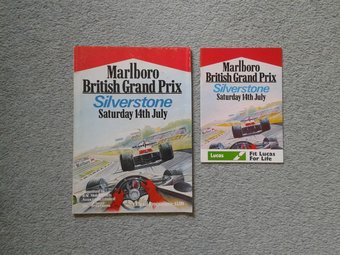 Marlboro
British Grand Prix
Silverstone
Saturday 14th July
Marlboro
British Grand Prix
Silverstone
Saturday 14th July
Lucas
Fit Lucas
For Life